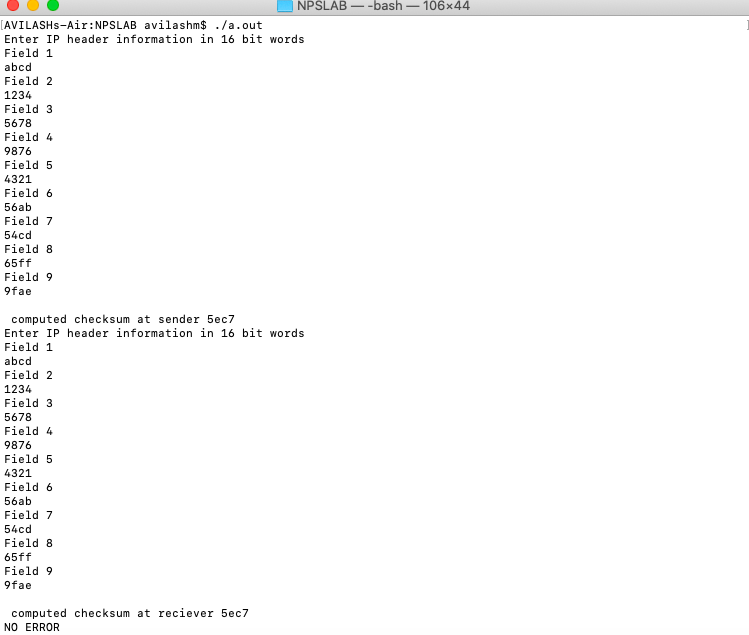 NPSLAB — -bash — 106×44
[AVILASHs-Air:NPSLAB avilashm$ ./a.out ]
Enter IP header information in 16 bit words
Field 1
abcd
Field 2
1234
Field 3
5678
Field 4
9876
Field 5
4321
Field 6
56ab
Field 7
54cd
Field 8
65ff
Field 9
9fae
computed checksum at sender 5ec7
Enter IP header information in 16 bit words
Field 1
abcd
Field 2
1234
Field 3
5678
Field 4
9876
Field 5
4321
Field 6
56ab
Field 7
54cd
Field 8
65ff
Field 9
9fae
computed checksum at reciever 5ec7
NO ERROR